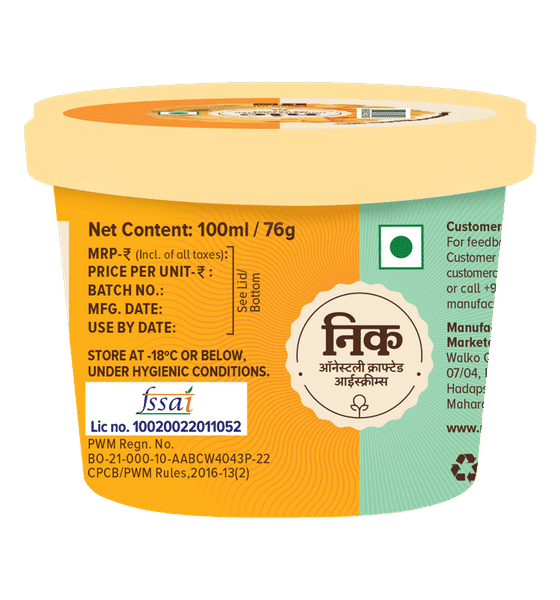 Net Content: 100ml / 76g
MRP-₹ (Incl. of all taxes):
PRICE PER UNIT-₹ :
BATCH NO.:
MFG. DATE:
USE BY DATE:
See Lid/
Bottom
STORE AT -18°C OR BELOW,
UNDER HYGIENIC CONDITIONS.
fssai
Lic no. 10020022011052
PWM Regn. No.
BO-21-000-10-AABCW4043P-22
CPCB/PWM Rules,2016-13(2)
निक
ऑनेस्टली क्राफ्टेड
आईस्क्रीम्स
Customer
For feedb
Customer
customerc
or call +9
manufac
Manufa
Markete
Walko
07/04,
Hadaps
Mahara
www.